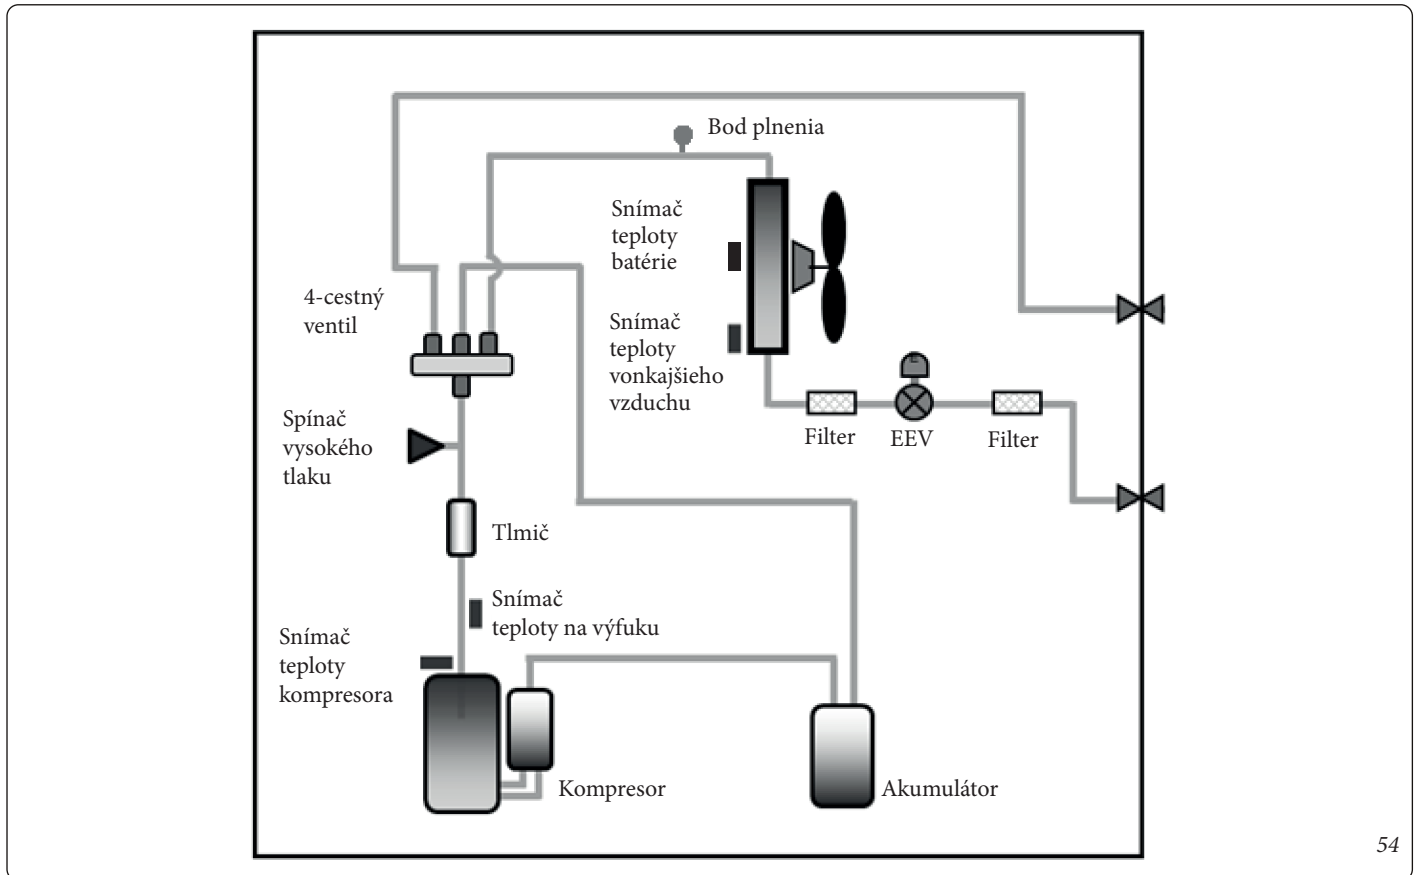 Bod plnenia
Snímač
teploty
batérie
4-cestný
ventil
Snímač
teploty
vonkajšieho
vzduchu
E
Filter
EEV
Filter
Spínač
vysokého
tlaku
Tlmič
Snímač
teploty na výfuku
Snímač
teploty
kompresora
Kompresor
Akumulátor
54